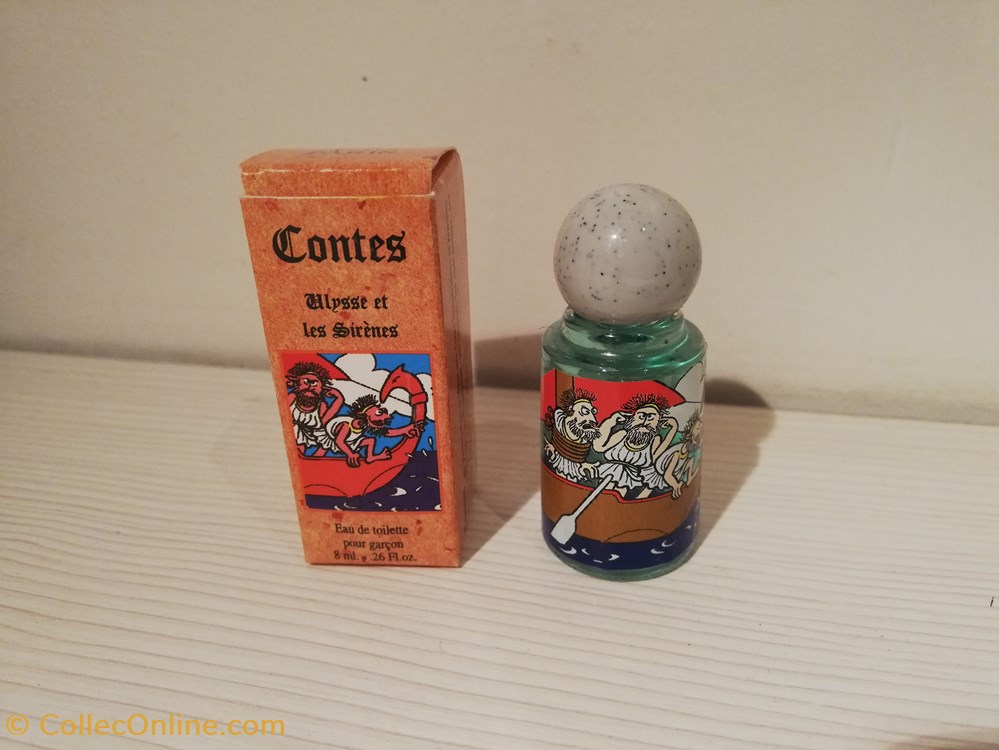 Contes
Ulysse et
les Sirènes
Eau de toilette
pour garçon
8 ml. e .26 Fl.oz.
© CollecOnline.com